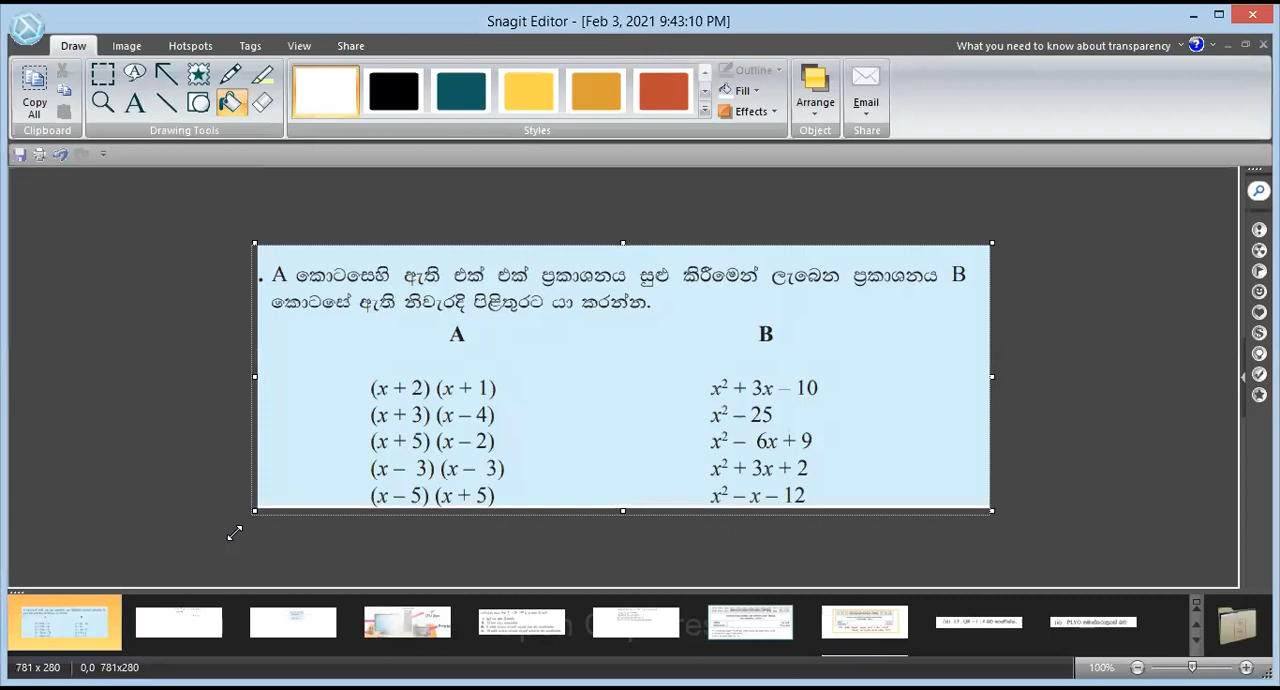 Snagit Editor - [Feb 3, 2021 9:43:10 PM]
Draw Image Hotspots Tags View Share
What you need to know about transparency
Copy All
Clipboard
Drawing Tools
Styles
Outline
Fill
Effects
Arrange
Object
Email
Share
. A කොටසෙහි ඇති එක් එක් ප්‍රකාශනය සුළු කිරීමෙන් ලැබෙන ප්‍රකාශනය B
කොටසේ ඇති නිවැරදි පිළිතුරට යා කරන්න.
A B
(x + 2) (x + 1) x² + 3x – 10
(x + 3) (x – 4) x² – 25
(x + 5) (x – 2) x² – 6x + 9
(x – 3) (x – 3) x² + 3x + 2
(x – 5) (x + 5) x² – x – 12
781 x 280 0,0 781x280
100%